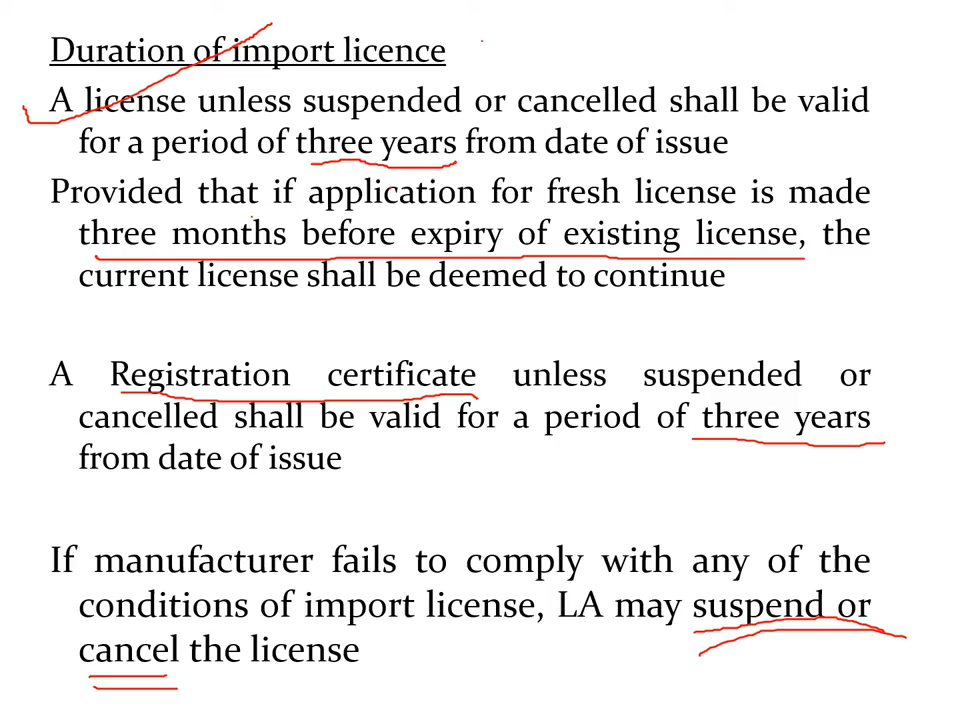 Duration of import licence
A license unless suspended or cancelled shall be valid
for a period of three years from date of issue
Provided that if application for fresh license is made
three months before expiry of existing license, the
current license shall be deemed to continue
A Registration certificate unless suspended or
cancelled shall be valid for a period of three years
from date of issue
If manufacturer fails to comply with any of the
conditions of import license, LA may suspend or
cancel the license